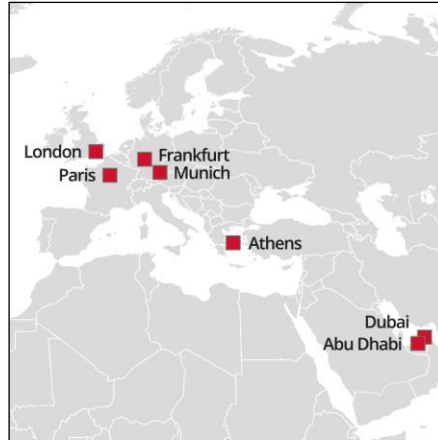 London
Frankfurt
Paris
Munich
Athens
Dubai
Abu Dhabi